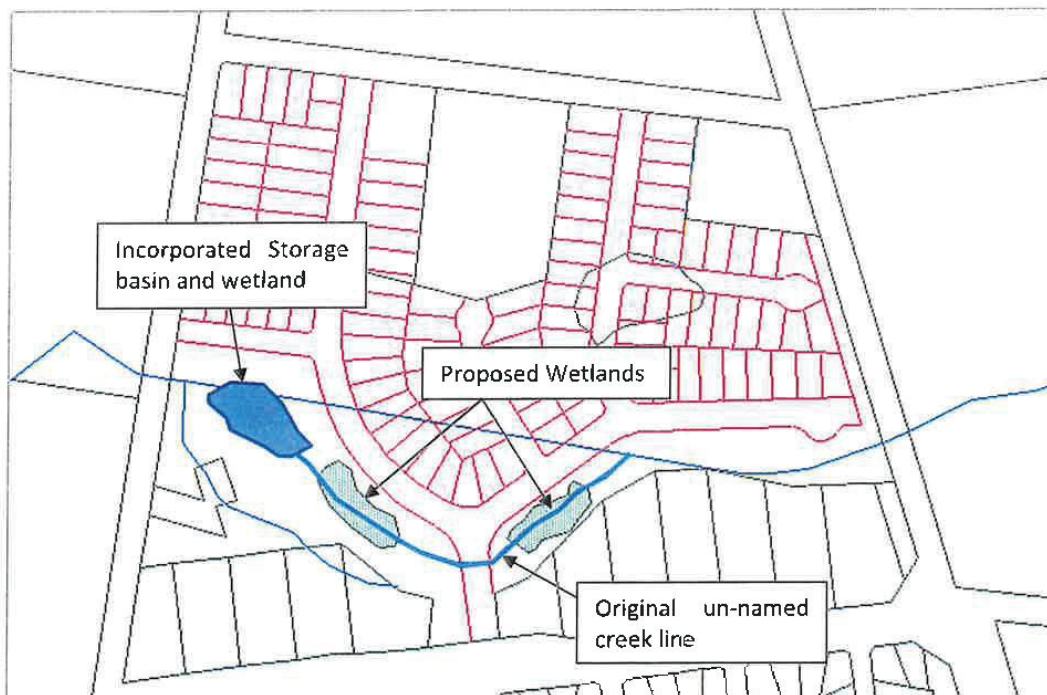 Incorporated Storage
basin and wetland
Proposed Wetlands
Original un-named
creek line